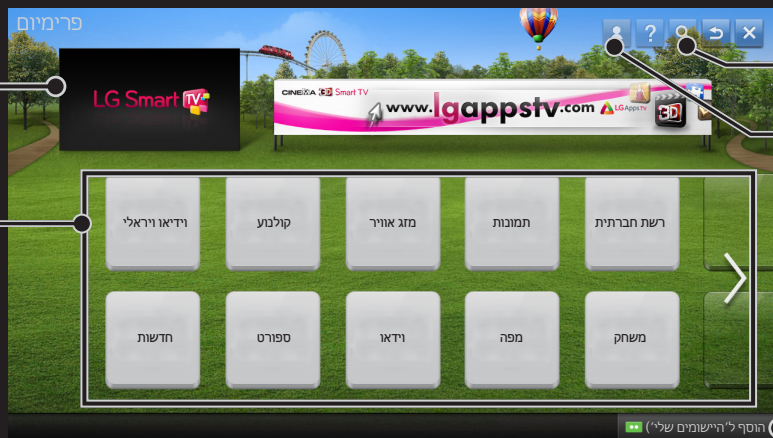 פרימיום
?
LG Smart TV
CINEMA 3D Smart TV
www.lgappstv.com LG Apps TV
3D
רשת חברתית
תמונות
מזג אוויר
קולנוע
וידיאו ויראלי
משחק
מפה
וידאו
ספורט
חדשות
הוסף ל'היישומים שלי')